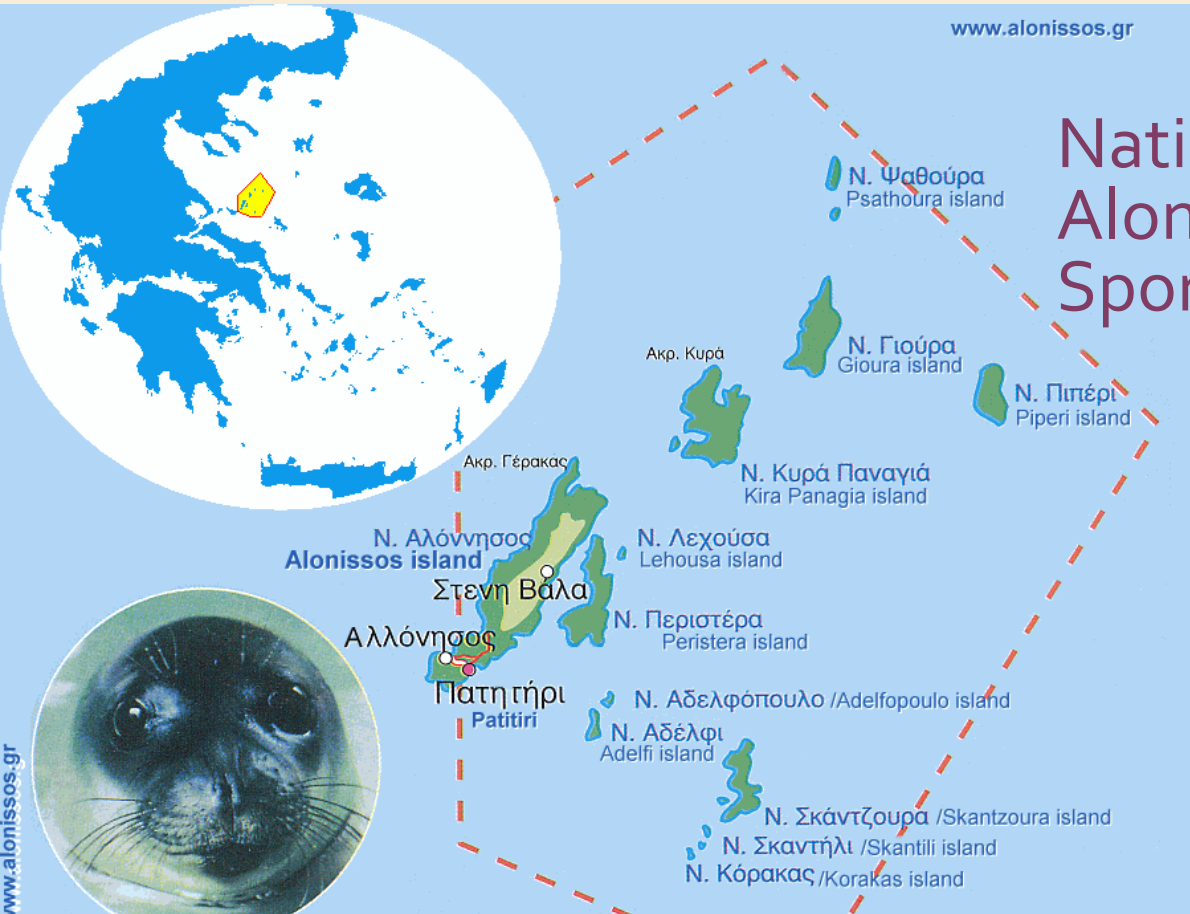 www.alonissos.gr
Nati
Alon
Spor
Ν. Ψαθούρα
Psathoura island
Ν. Γιούρα
Gioura island
Ακρ. Κυρά
Ν. Πιπέρι
Piperi island
Ακρ. Γέρακας
Ν. Κυρά Παναγιά
Kira Panagia island
Ν. Αλόννησος
Alonissos island
Ν. Λεχούσα
Lehousa island
Στενη Βάλα
Ν. Περιστέρα
Peristera island
Αλλόνησος
Πατητήρι
Patitiri
Ν. Αδελφόπουλο /Adelfopoulo island
Ν. Αδέλφι
Adelfi island
Ν. Σκάντζουρα /Skantzoura island
Ν. Σκαντήλι /Skantili island
Ν. Κόρακας /Korakas island
www.alonissos.gr